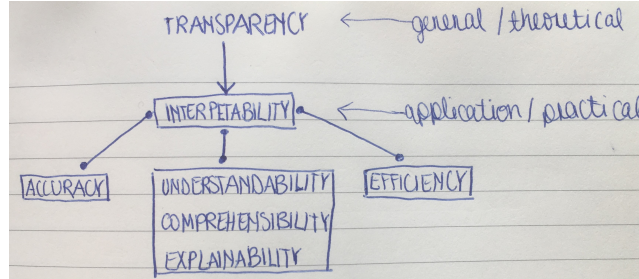 TRANSPARENCY general / theoretical
INTERPETABILITY application / practical
ACCURACY UNDERSTANDABILITY EFFICIENCY
COMPREHENSIBILITY
EXPLAINABILITY